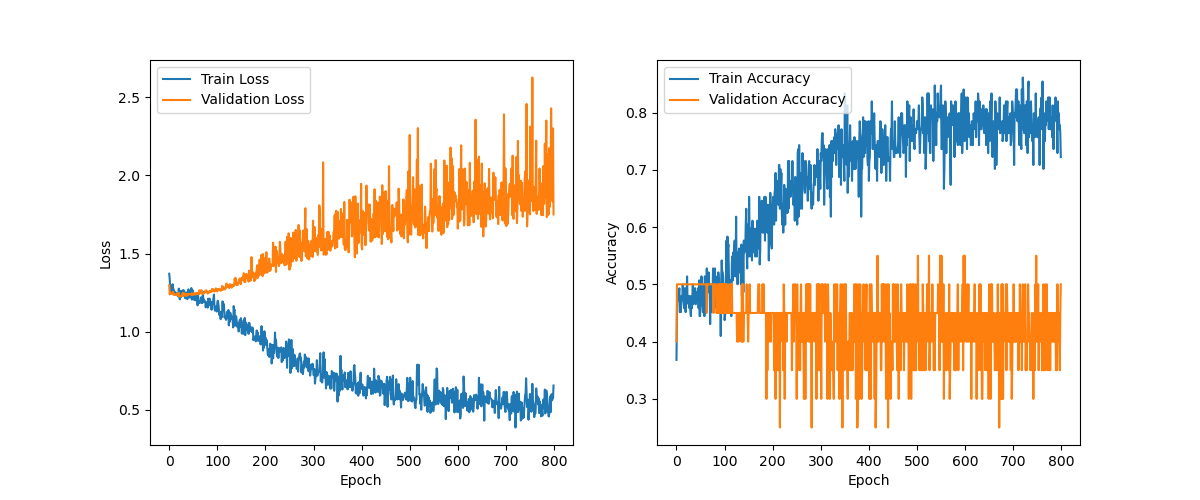 Train Loss
Validation Loss
2.5
2.0
1.5
1.0
0.5
Loss
0 100 200 300 400 500 600 700 800
Epoch
Train Accuracy
Validation Accuracy
0.8
0.7
0.6
0.5
0.4
0.3
Accuracy
0 100 200 300 400 500 600 700 800
Epoch